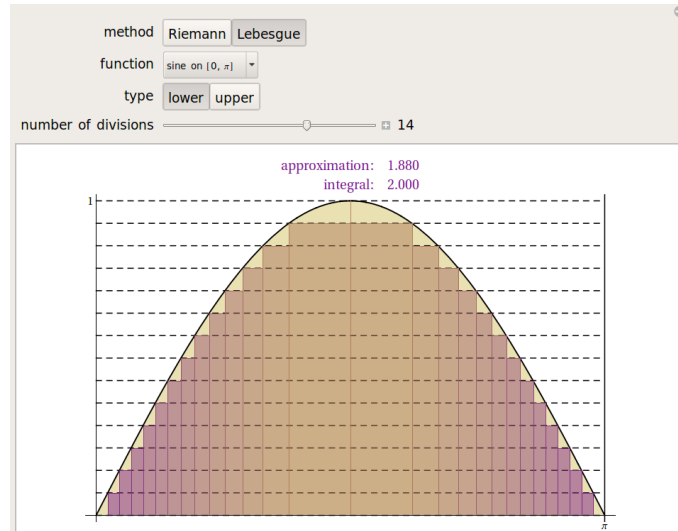 method Riemann Lebesgue
function sine on [0, π]
type lower upper
number of divisions 14
approximation: 1.880
integral: 2.000
1
π